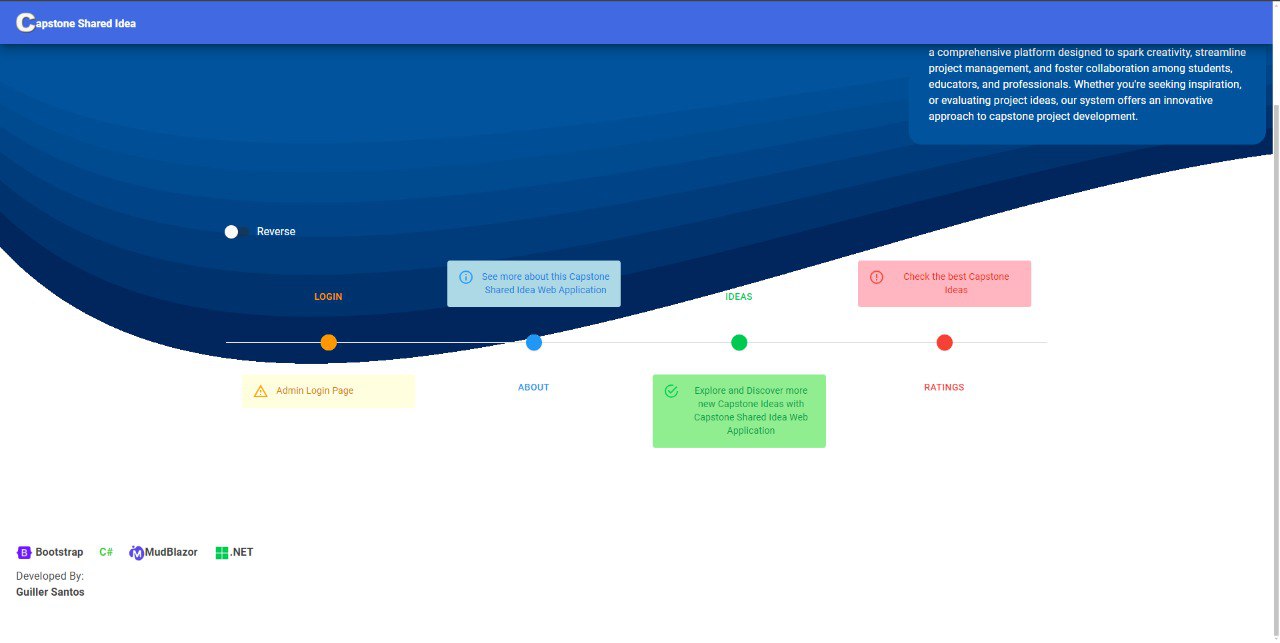 Capstone Shared Idea
a comprehensive platform designed to spark creativity, streamline
project management, and foster collaboration among students,
educators, and professionals. Whether you're seeking inspiration,
or evaluating project ideas, our system offers an innovative
approach to capstone project development.
Reverse
LOGIN
See more about this Capstone
Shared Idea Web Application
IDEAS
Check the best Capstone
Ideas
Admin Login Page
ABOUT
Explore and Discover more
new Capstone Ideas with
Capstone Shared Idea Web
Application
RATINGS
B Bootstrap C# MudBlazor .NET
Developed By:
Guiller Santos